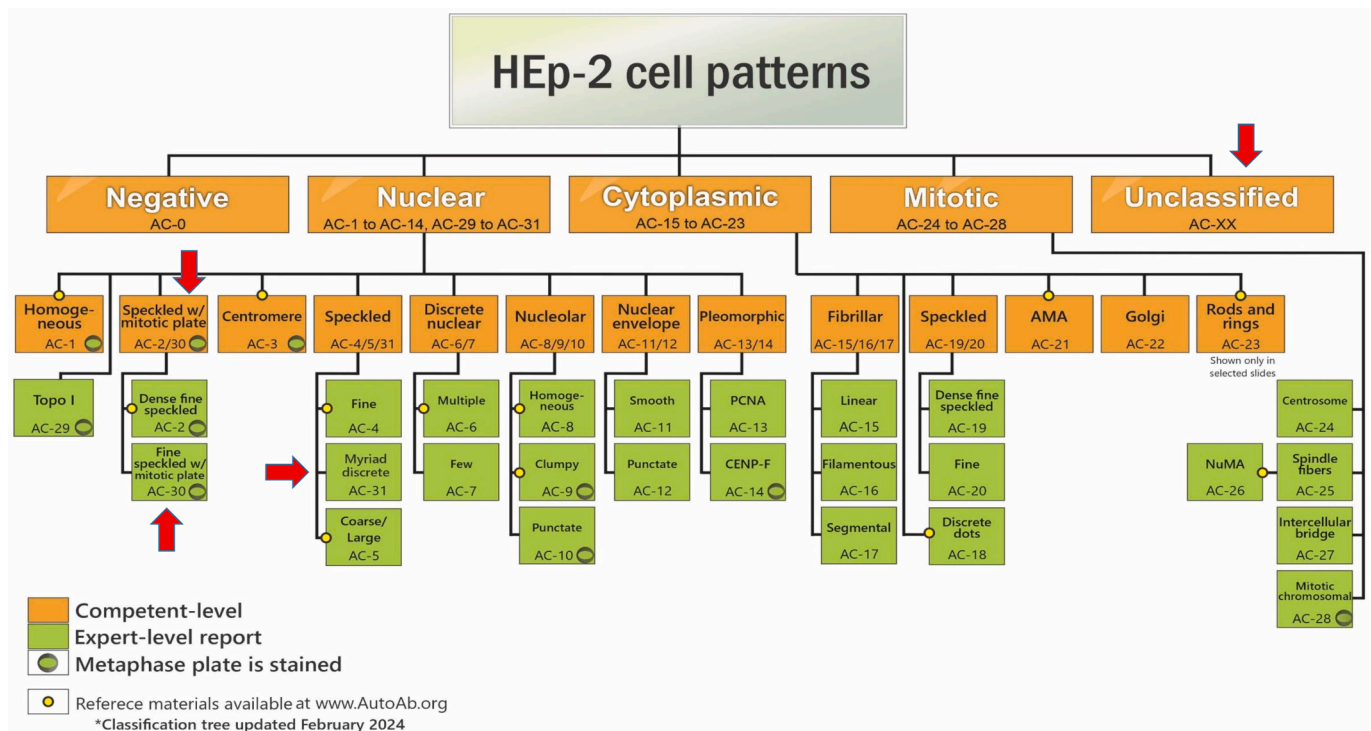 HEp-2 cell patterns
Negative
AC-0
Nuclear
AC-1 to AC-14, AC-29 to AC-31
Cytoplasmic
AC-15 to AC-23
Mitotic
AC-24 to AC-28
Unclassified
AC-XX
Homoge-
neous
AC-1
Speckled w/
mitotic plate
AC-2/30
Centromere
AC-3
Speckled
AC-4/5/31
Discrete
nuclear
AC-6/7
Nucleolar
AC-8/9/10
Nuclear
envelope
AC-11/12
Pleomorphic
AC-13/14
Fibrillar
AC-15/16/17
Speckled
AC-19/20
AMA
AC-21
Golgi
AC-22
Rods and
rings
AC-23
Shown only in
selected slides
Topo I
AC-29
Dense fine
speckled
AC-2
Fine
speckled w/
mitotic plate
AC-30
Fine
AC-4
Myriad
discrete
AC-31
Coarse/
Large
AC-5
Multiple
AC-6
Few
AC-7
Homoge-
neous
AC-8
Clumpy
AC-9
Punctate
AC-10
Smooth
AC-11
Punctate
AC-12
PCNA
AC-13
CENP-F
AC-14
Linear
AC-15
Filamentous
AC-16
Segmental
AC-17
Dense fine
speckled
AC-19
Fine
AC-20
Discrete
dots
AC-18
Centrosome
AC-24
NuMA
AC-26
Spindle
fibers
AC-25
Intercellular
bridge
AC-27
Mitotic
chromosomal
AC-28
Competent-level
Expert-level report
Metaphase plate is stained
Referece materials available at www.AutoAb.org
*Classification tree updated February 2024